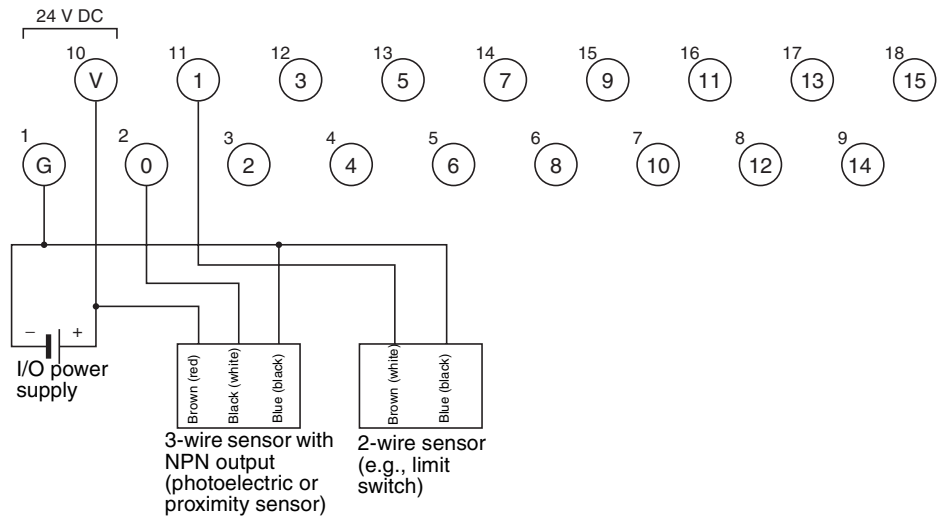 24 V DC
10 11 12 13 14 15 16 17 18
V 1 3 5 7 9 11 13 15
1 2 3 4 5 6 7 8 9
G 0 2 4 6 8 10 12 14
– +
I/O power
supply
Brown (red)
Black (white)
Blue (black)
Brown (white)
Blue (black)
3-wire sensor with
NPN output
(photoelectric or
proximity sensor)
2-wire sensor
(e.g., limit
switch)